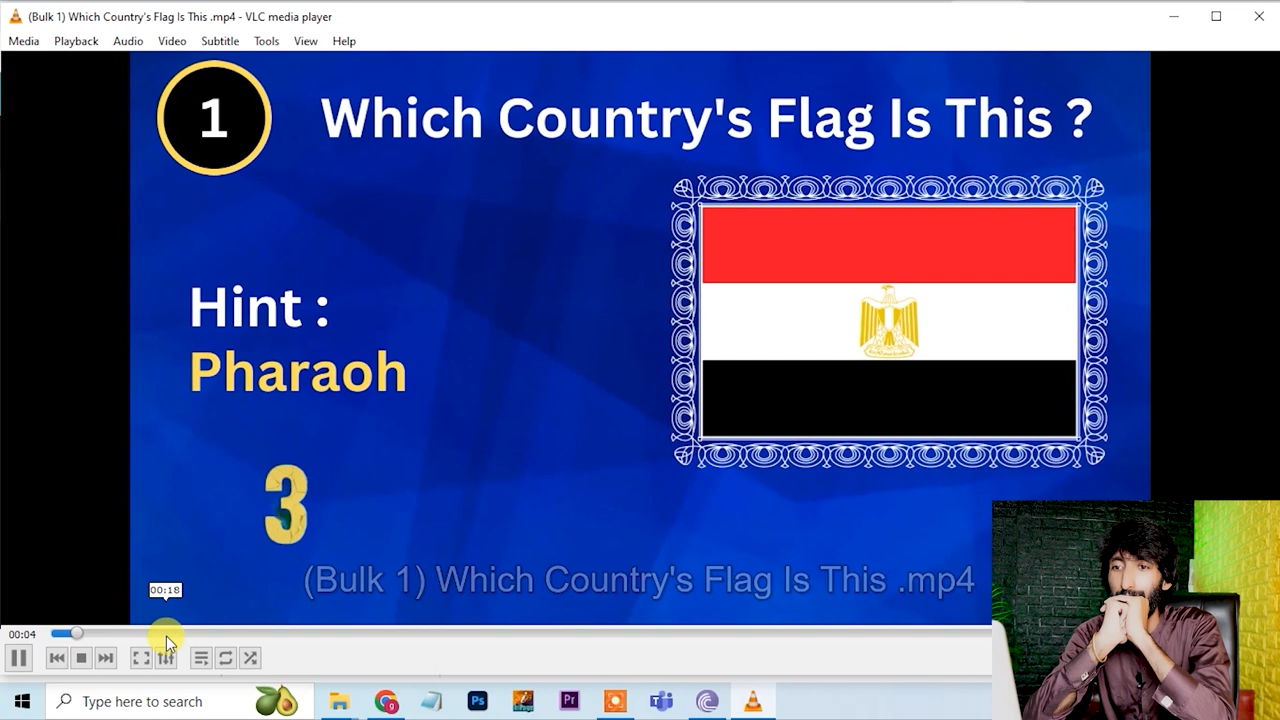 (Bulk 1) Which Country's Flag Is This .mp4 - VLC media player
Media Playback Audio Video Subtitle Tools View Help
1 Which Country's Flag Is This ?
Hint :
Pharaoh
3
(Bulk 1) Which Country's Flag Is This .mp4
00:18
00:04
Type here to search
Ps
Pr